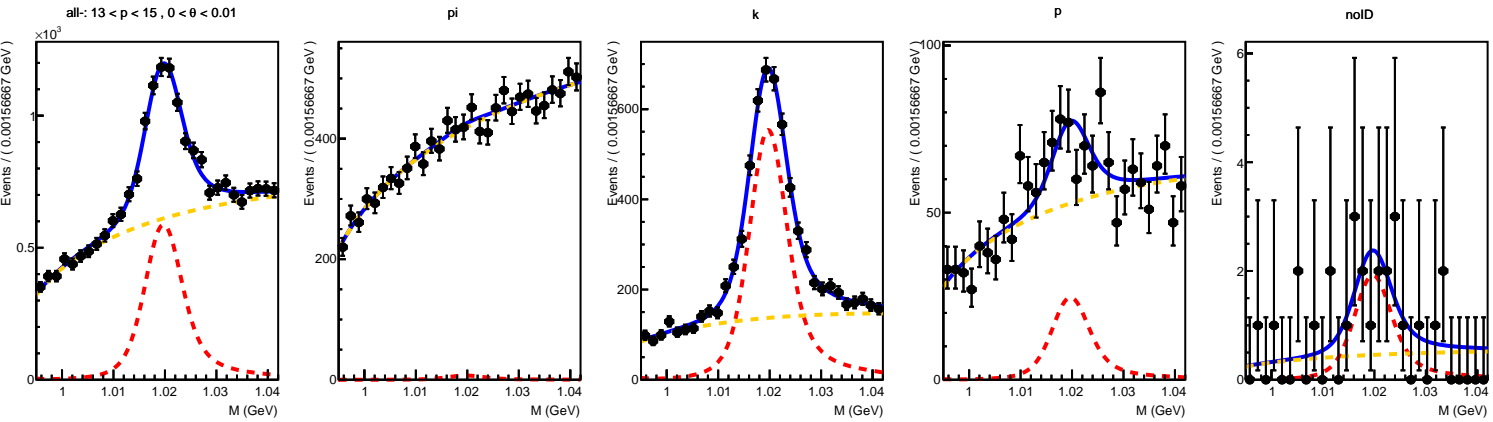 all-: 13 < p < 15 , 0 < θ < 0.01
×10³
Events / ( 0.00156667 GeV )
1
0.5
0
1 1.01 1.02 1.03 1.04
M (GeV)
pi
Events / ( 0.00156667 GeV )
400
200
0
1 1.01 1.02 1.03 1.04
M (GeV)
k
Events / ( 0.00156667 GeV )
600
400
200
0
1 1.01 1.02 1.03 1.04
M (GeV)
p
Events / ( 0.00156667 GeV )
100
50
0
1 1.01 1.02 1.03 1.04
M (GeV)
noID
Events / ( 0.00156667 GeV )
6
4
2
0
1 1.01 1.02 1.03 1.04
M (GeV)